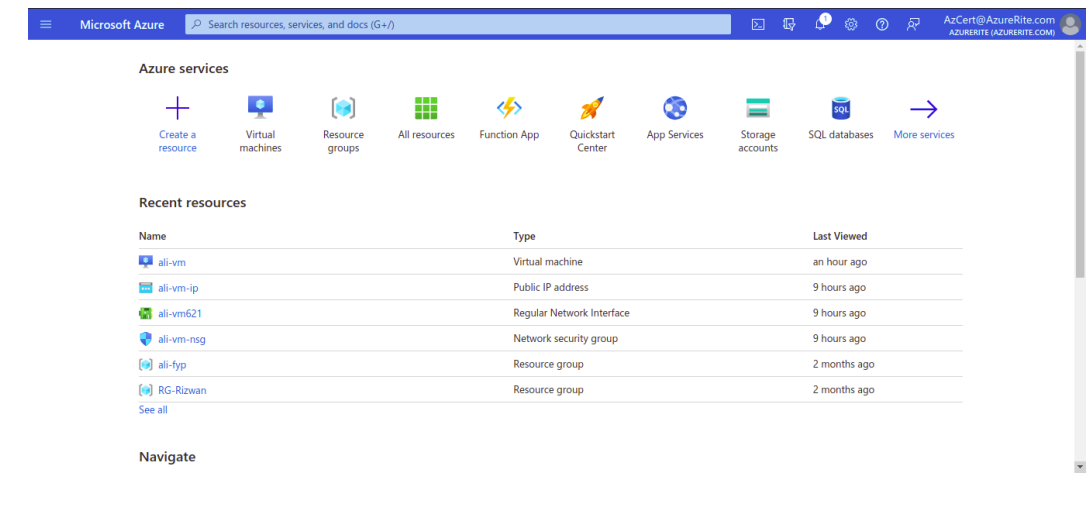 Microsoft Azure
Search resources, services, and docs (G+/)
1
AzCert@AzureRite.com
AZURERITE (AZURERITE.COM)
Azure services
Create a
resource
Virtual
machines
Resource
groups
All resources
Function App
Quickstart
Center
App Services
Storage
accounts
SQL
SQL databases
More services
Recent resources
Name Type Last Viewed
ali-vm Virtual machine an hour ago
ali-vm-ip Public IP address 9 hours ago
ali-vm621 Regular Network Interface 9 hours ago
ali-vm-nsg Network security group 9 hours ago
ali-fyp Resource group 2 months ago
RG-Rizwan Resource group 2 months ago
See all
Navigate